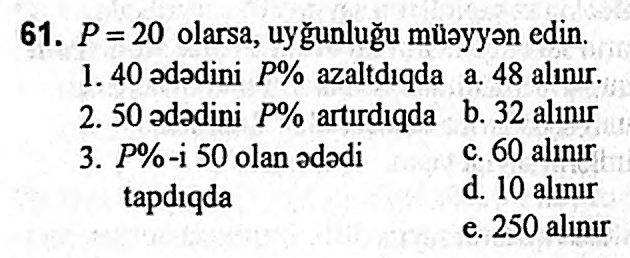 61. P = 20 olarsa, uyğunluğu müəyyən edin.
1. 40 ədədini P% azaltdıqda a. 48 alınır.
2. 50 ədədini P% artırdıqda b. 32 alınır
3. P%-i 50 olan ədədi c. 60 alınır
tapdıqda d. 10 alınır
e. 250 alınır